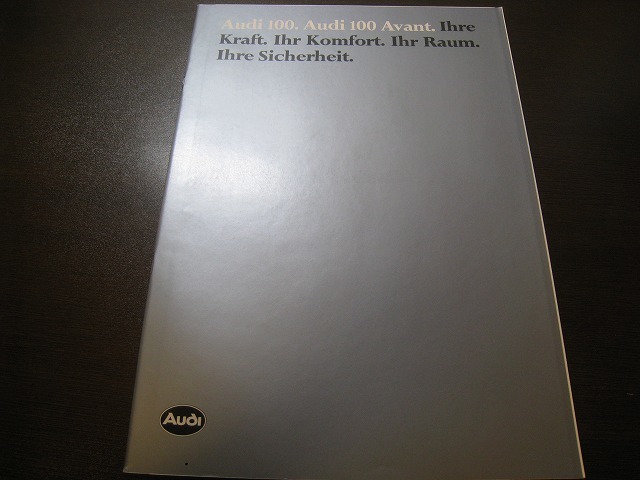 Audi 100. Audi 100 Avant. Ihre
Kraft. Ihr Komfort. Ihr Raum.
Ihre Sicherheit.
Audi